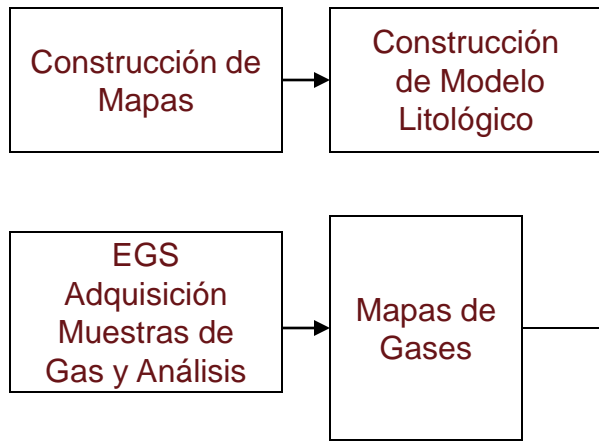 Construcción de
Mapas
Construcción
de Modelo
Litológico
EGS
Adquisición
Muestras de
Gas y Análisis
Mapas de
Gases